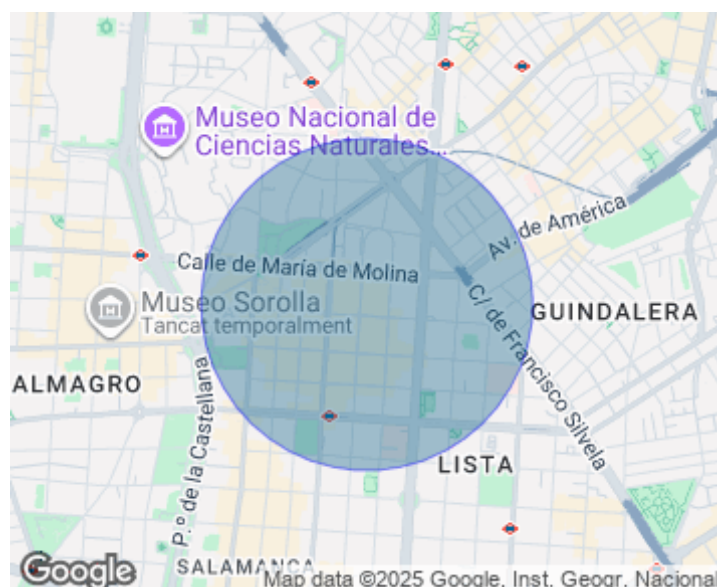 Museo Nacional de
Ciencias Naturales...
Av. de América
Calle de María de Molina
C/ de Francisco Silvela
Museo Sorolla
Tancat temporalment
GUINDALERA
ALMAGRO
P.º de la Castellana
LISTA
SALAMANCA
Google
Map data ©2025 Google, Inst. Geogr. Nacional